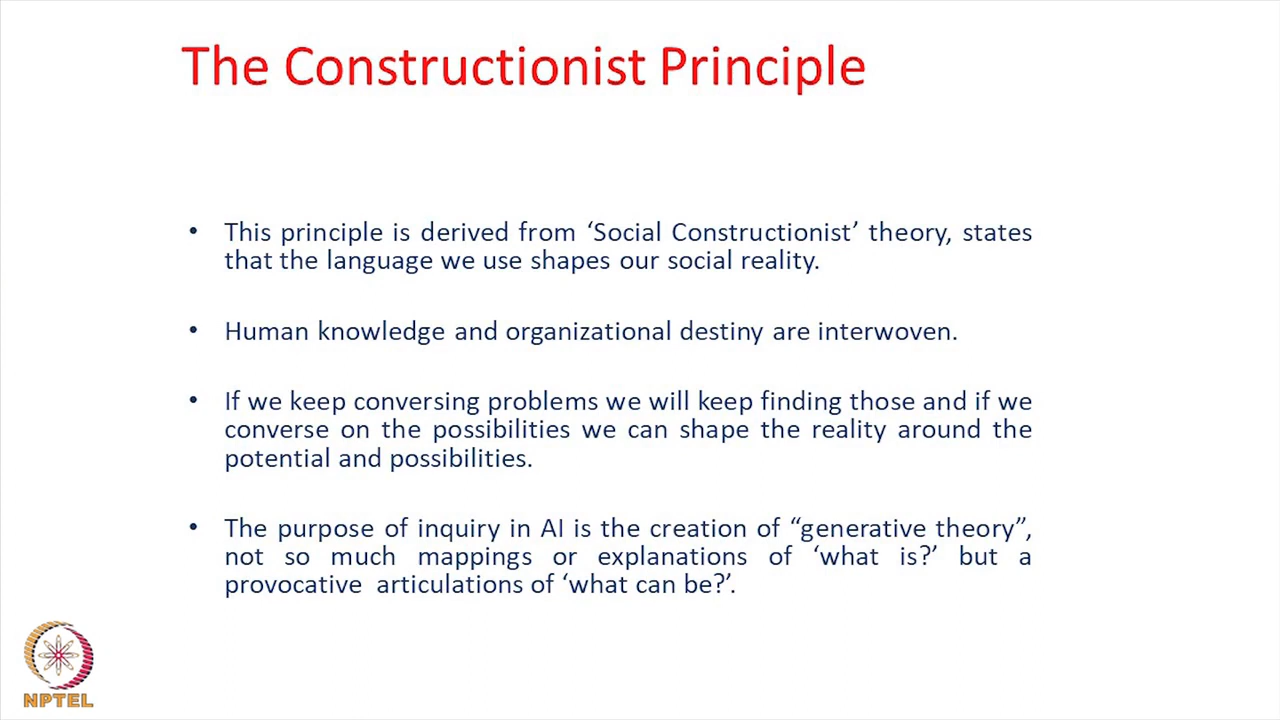 The Constructionist Principle
• This principle is derived from ‘Social Constructionist’ theory, states
that the language we use shapes our social reality.
• Human knowledge and organizational destiny are interwoven.
• If we keep conversing problems we will keep finding those and if we
converse on the possibilities we can shape the reality around the
potential and possibilities.
• The purpose of inquiry in AI is the creation of “generative theory”,
not so much mappings or explanations of ‘what is?’ but a
provocative articulations of ‘what can be?’.
NPTEL